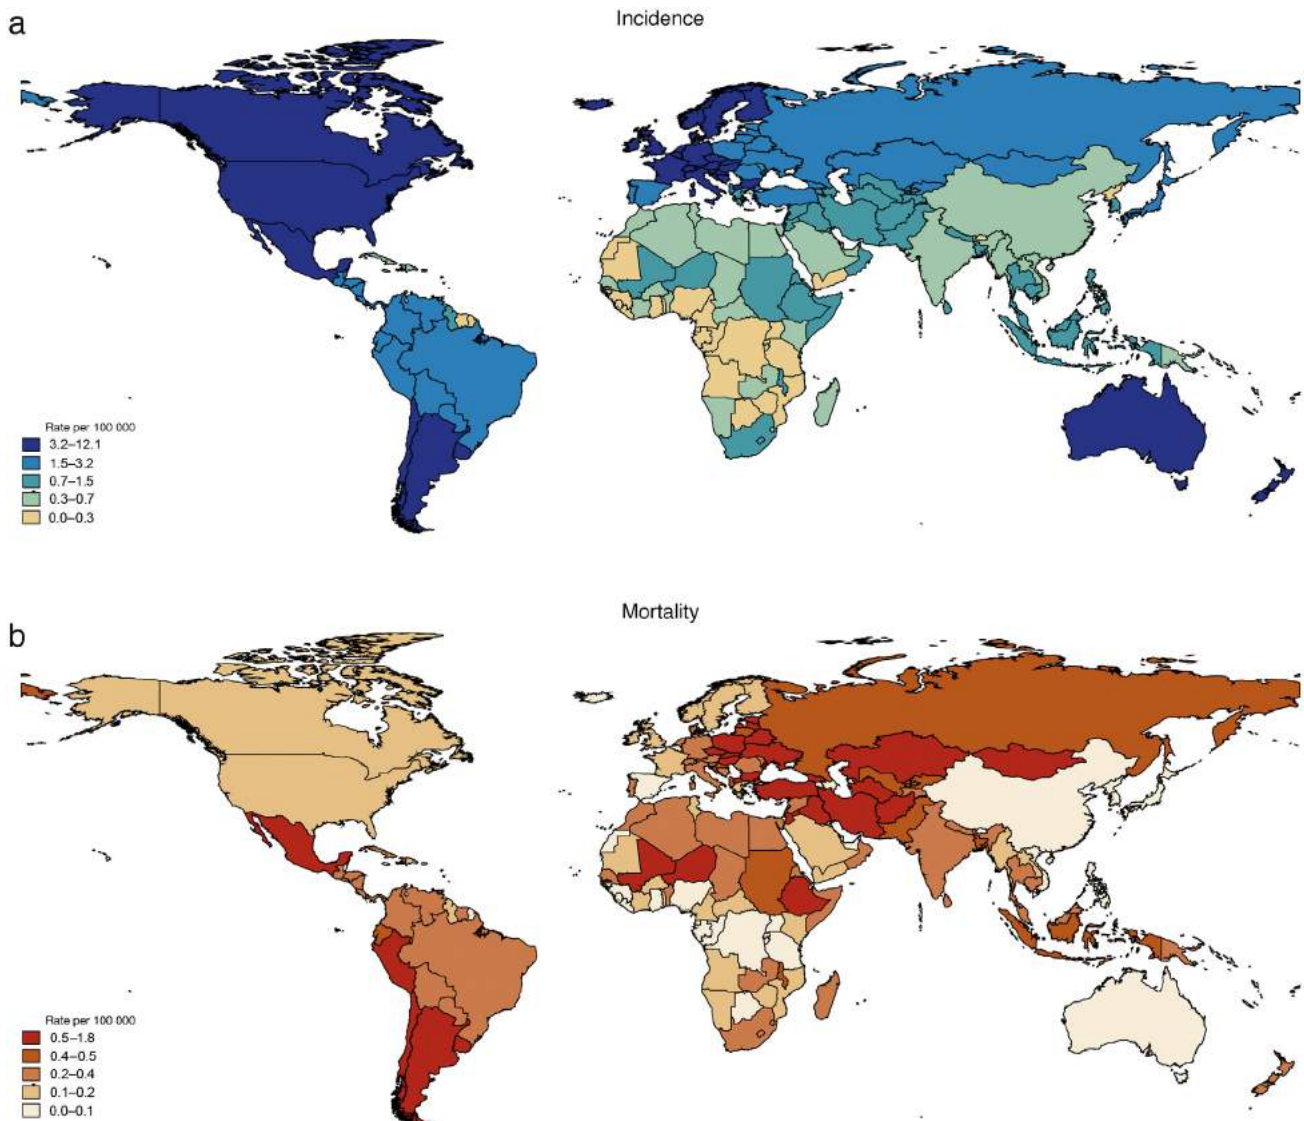 a
Incidence
Rate per 100 000
3.2–12.1
1.5–3.2
0.7–1.5
0.3–0.7
0.0–0.3
Mortality
b
Rate per 100 000
0.5–1.8
0.4–0.5
0.2–0.4
0.1–0.2
0.0–0.1